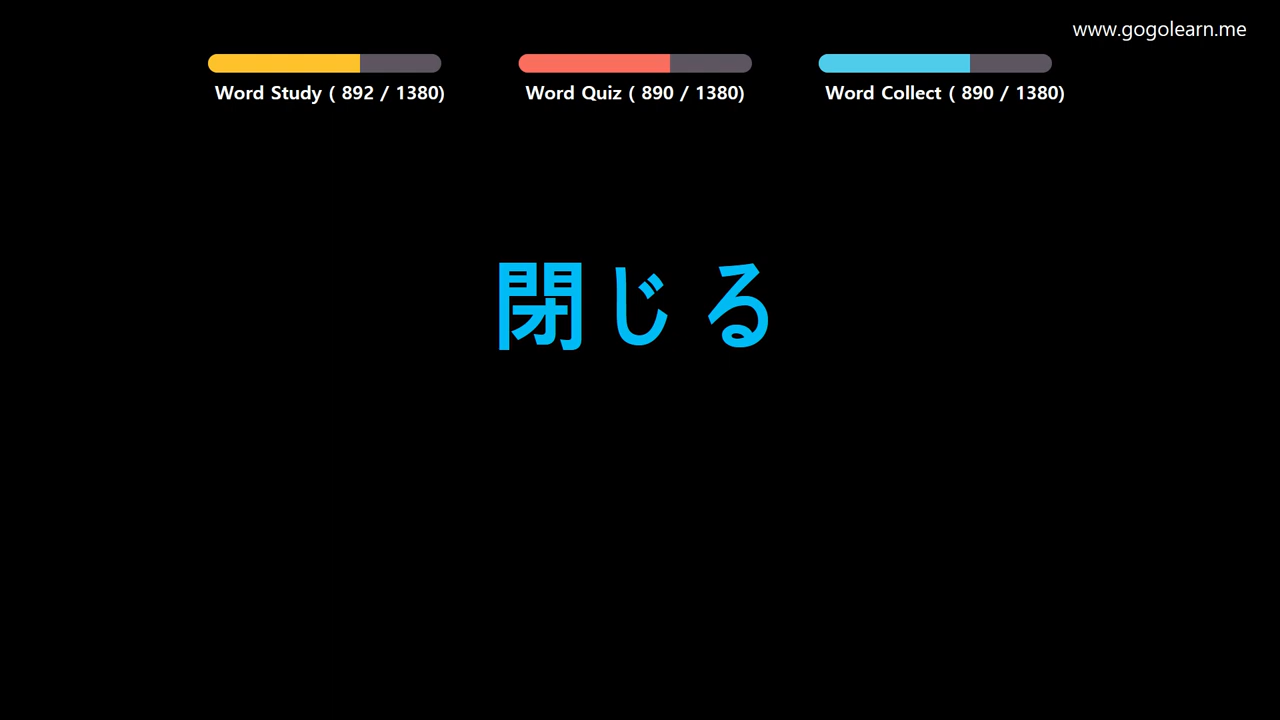 www.gogolearn.me
Word Study ( 892 / 1380)
Word Quiz ( 890 / 1380)
Word Collect ( 890 / 1380)
閉じる